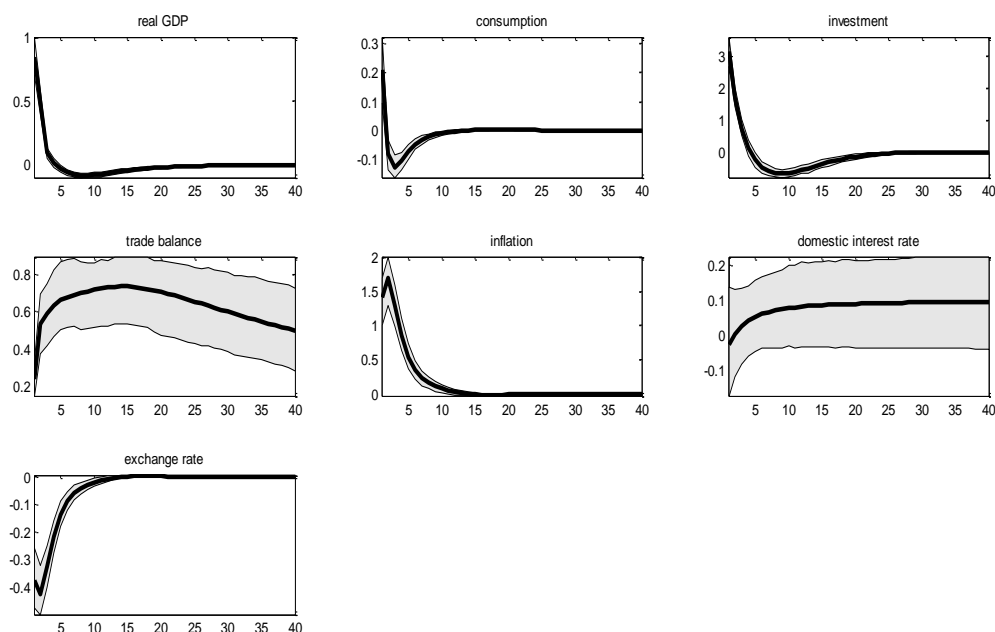 real GDP
1
0.5
0
5 10 15 20 25 30 35 40
consumption
0.3
0.2
0.1
0
-0.1
5 10 15 20 25 30 35 40
investment
3
2
1
0
5 10 15 20 25 30 35 40
trade balance
0.8
0.6
0.4
0.2
5 10 15 20 25 30 35 40
inflation
2
1.5
1
0.5
0
5 10 15 20 25 30 35 40
domestic interest rate
0.2
0.1
0
-0.1
5 10 15 20 25 30 35 40
exchange rate
0
-0.1
-0.2
-0.3
-0.4
5 10 15 20 25 30 35 40